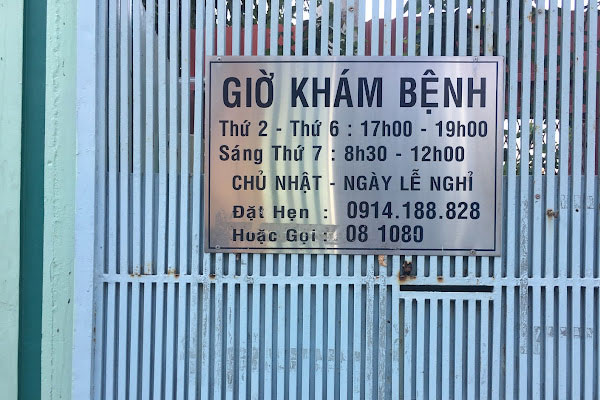 GIỜ KHÁM BỆNH
Thứ 2 - Thứ 6 : 17h00 - 19h00
Sáng Thứ 7 : 8h30 - 12h00
CHỦ NHẬT - NGÀY LỄ NGHỈ
Đặt Hẹn : 0914.188.828
Hoặc Gọi : 08 1080